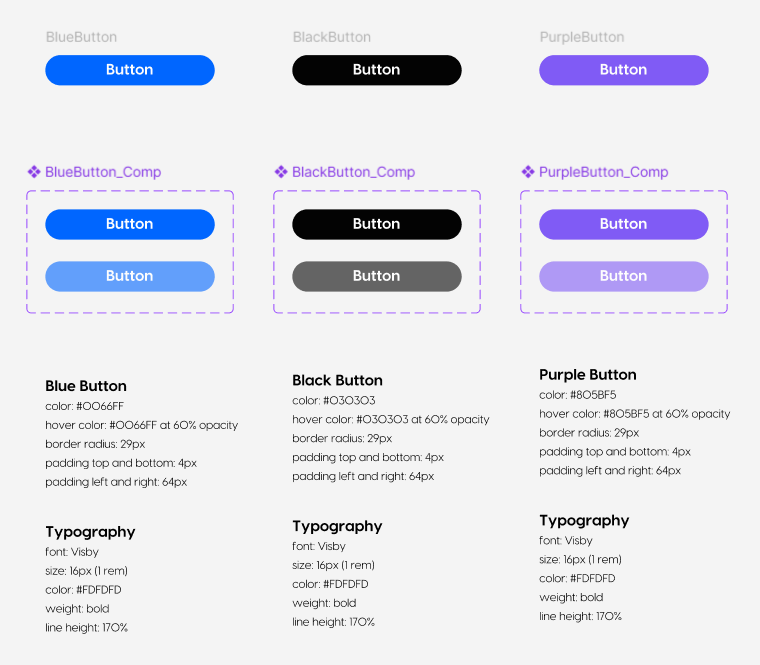 BlueButton
Button
BlackButton
Button
PurpleButton
Button
BlueButton_Comp
Button
Button
BlackButton_Comp
Button
Button
PurpleButton_Comp
Button
Button
Blue Button
color: #0066FF
hover color: #0066FF at 60% opacity
border radius: 29px
padding top and bottom: 4px
padding left and right: 64px
Typography
font: Visby
size: 16px (1 rem)
color: #FDFDFD
weight: bold
line height: 170%
Black Button
color: #030303
hover color: #030303 at 60% opacity
border radius: 29px
padding top and bottom: 4px
padding left and right: 64px
Typography
font: Visby
size: 16px (1 rem)
color: #FDFDFD
weight: bold
line height: 170%
Purple Button
color: #805BF5
hover color: #805BF5 at 60% opacity
border radius: 29px
padding top and bottom: 4px
padding left and right: 64px
Typography
font: Visby
size: 16px (1 rem)
color: #FDFDFD
weight: bold
line height: 170%